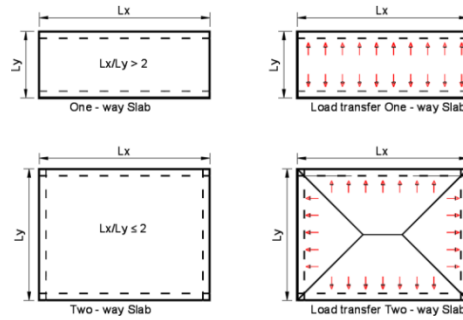 Lx
Lx
Ly
Lx/Ly > 2
Ly
One - way Slab
Load transfer One - way Slab
Lx
Lx
Ly
Lx/Ly ≤ 2
Ly
Two - way Slab
Load transfer Two - way Slab